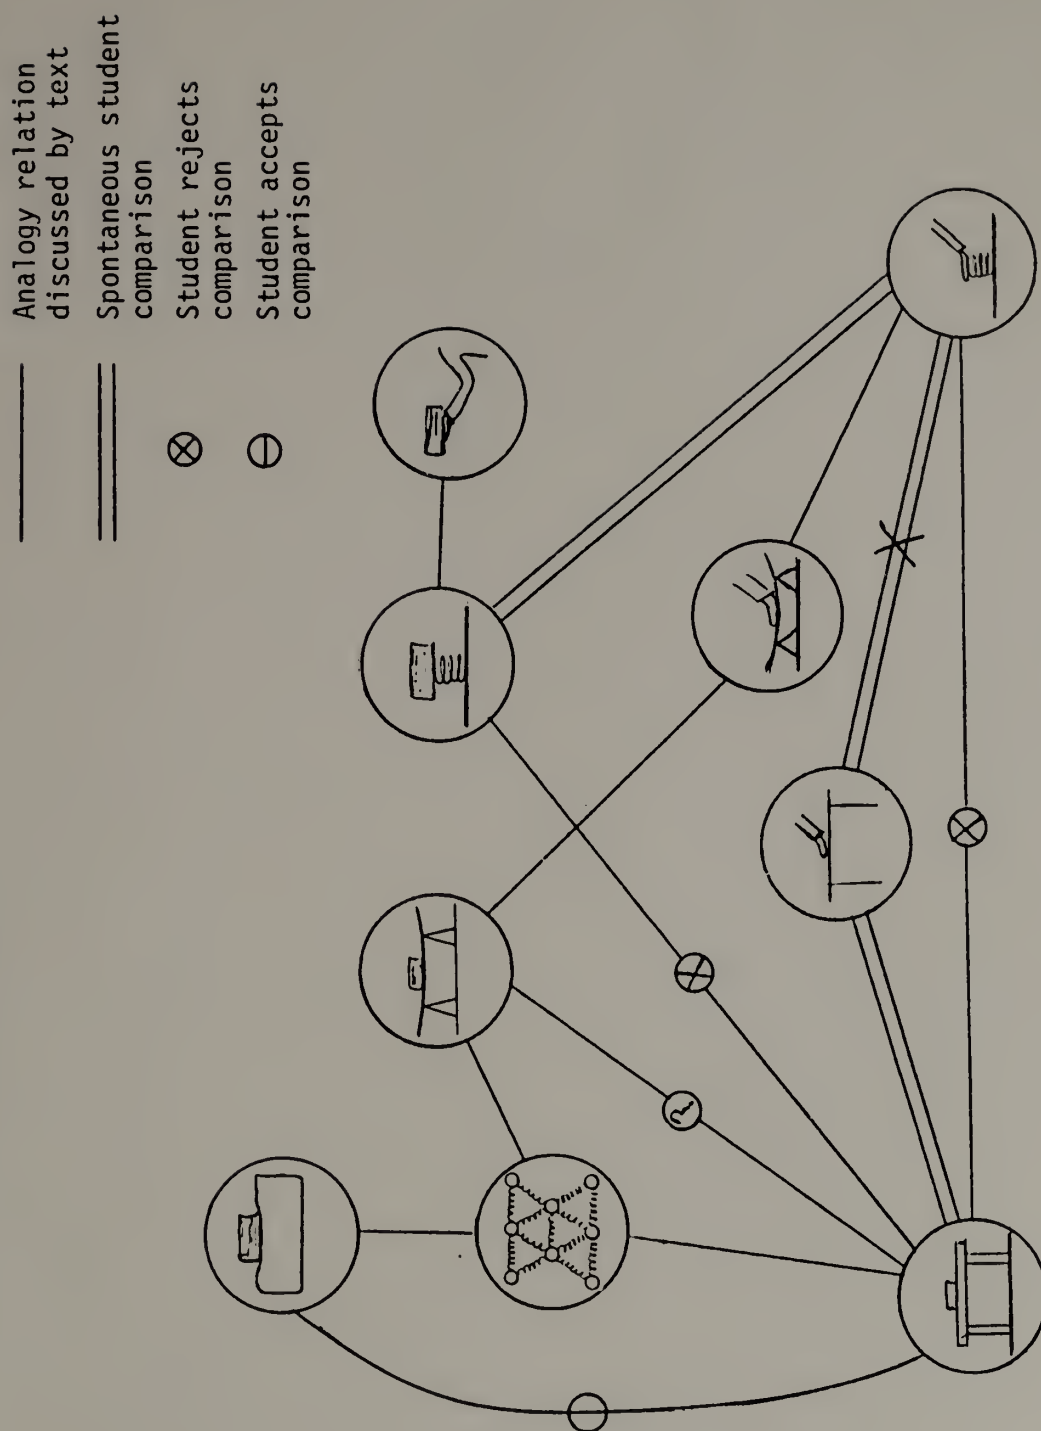 Analogy relation
discussed by text
Spontaneous student
comparison
Student rejects
comparison
Student accepts
comparison
?